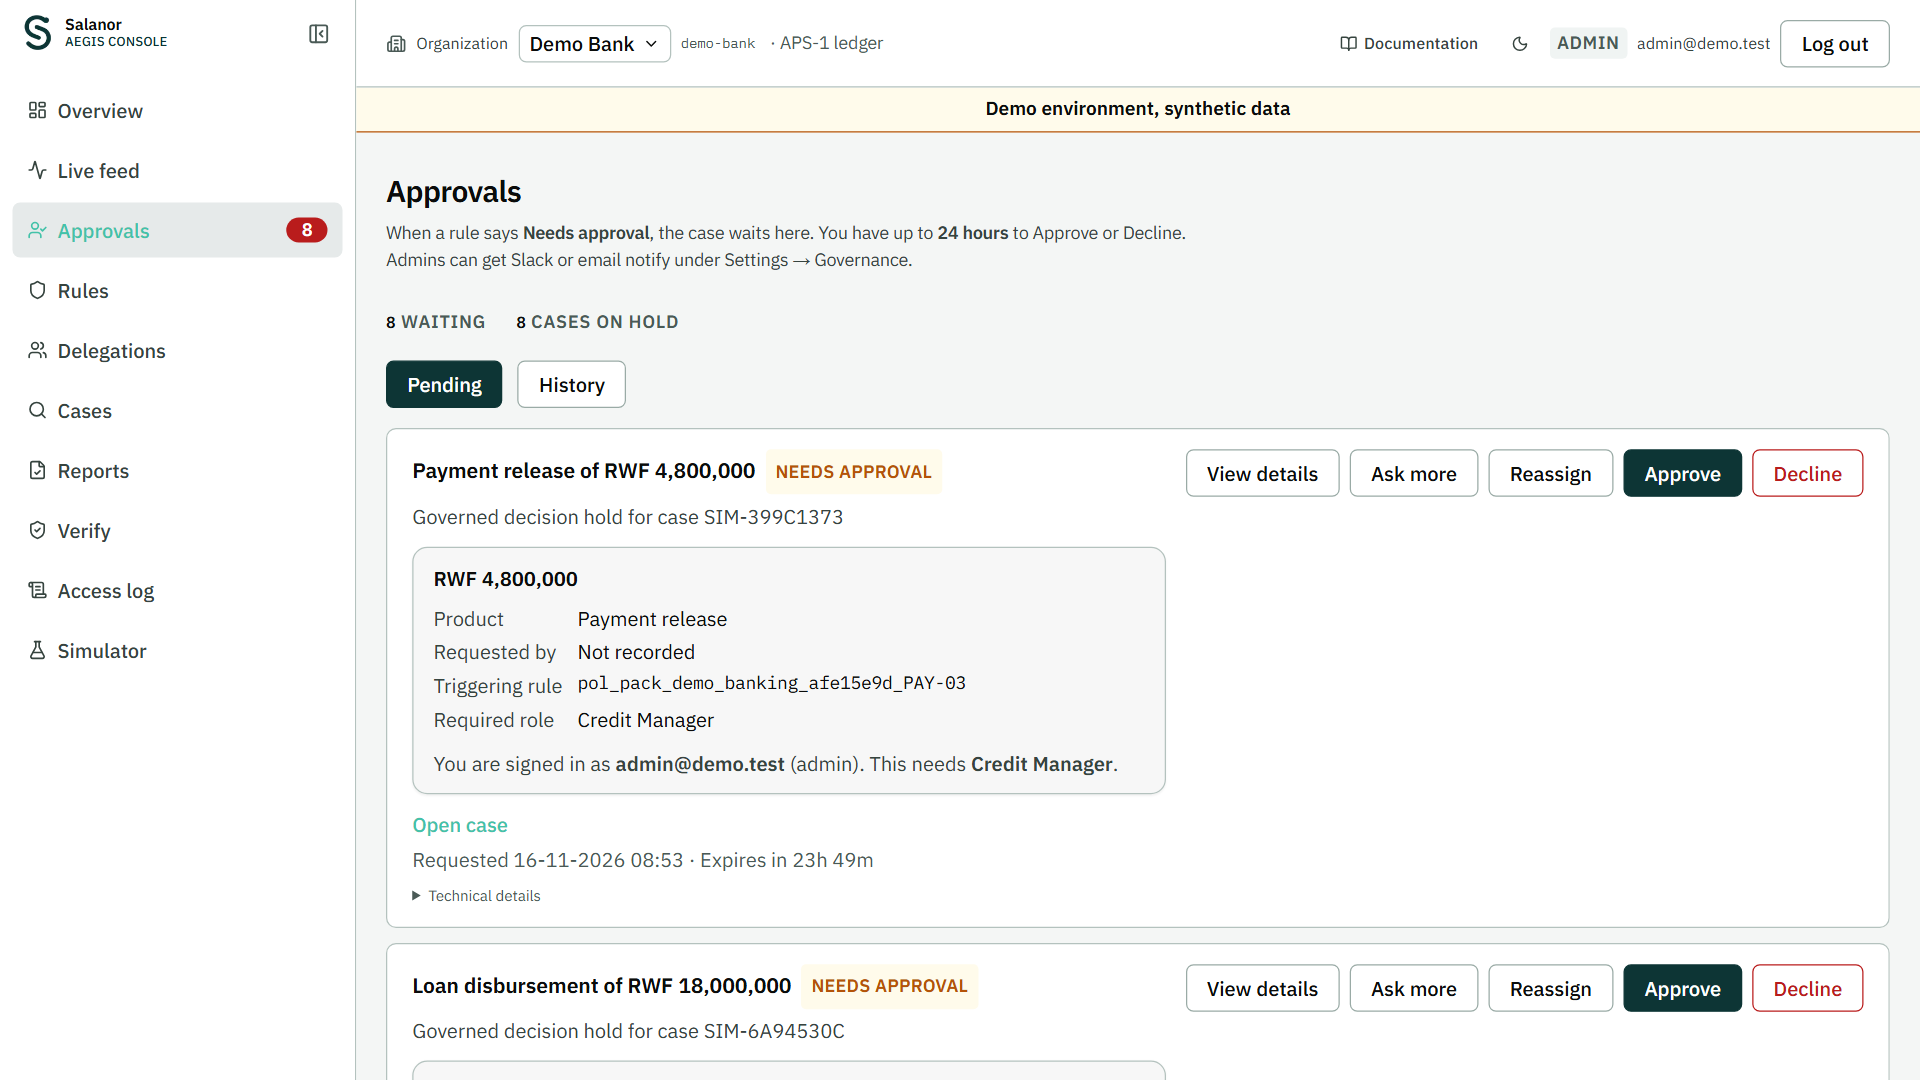 Salanor
AEGIS CONSOLE
Overview
Live feed
Approvals 8
Rules
Delegations
Cases
Reports
Verify
Access log
Simulator
Organization Demo Bank demo-bank · APS-1 ledger Documentation ADMIN admin@demo.test Log out
Demo environment, synthetic data
Approvals
When a rule says Needs approval, the case waits here. You have up to 24 hours to Approve or Decline.
Admins can get Slack or email notify under Settings → Governance.
8 WAITING 8 CASES ON HOLD
Pending History
Payment release of RWF 4,800,000 NEEDS APPROVAL View details Ask more Reassign Approve Decline
Governed decision hold for case SIM-399C1373
RWF 4,800,000
Product Payment release
Requested by Not recorded
Triggering rule pol_pack_demo_banking_afe15e9d_PAY-03
Required role Credit Manager
You are signed in as admin@demo.test (admin). This needs Credit Manager.
Open case
Requested 16-11-2026 08:53 · Expires in 23h 49m
Technical details
Loan disbursement of RWF 18,000,000 NEEDS APPROVAL View details Ask more Reassign Approve Decline
Governed decision hold for case SIM-6A94530C